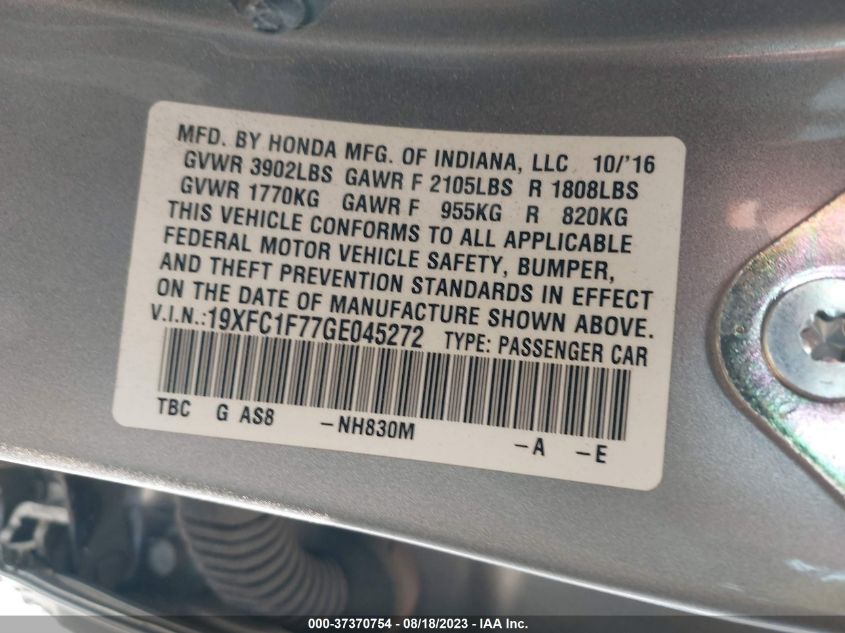 MFD. BY HONDA MFG. OF INDIANA, LLC 10/'16
GVWR 3902LBS GAWR F 2105LBS R 1808LBS
GVWR 1770KG GAWR F 955KG R 820KG
THIS VEHICLE CONFORMS TO ALL APPLICABLE
FEDERAL MOTOR VEHICLE SAFETY, BUMPER,
AND THEFT PREVENTION STANDARDS IN EFFECT
ON THE DATE OF MANUFACTURE SHOWN ABOVE.
V.I.N.:19XFC1F77GE045272 TYPE: PASSENGER CAR
TBC G AS8 -NH830M -A -E
000-37370754 - 08/18/2023 - IAA Inc.